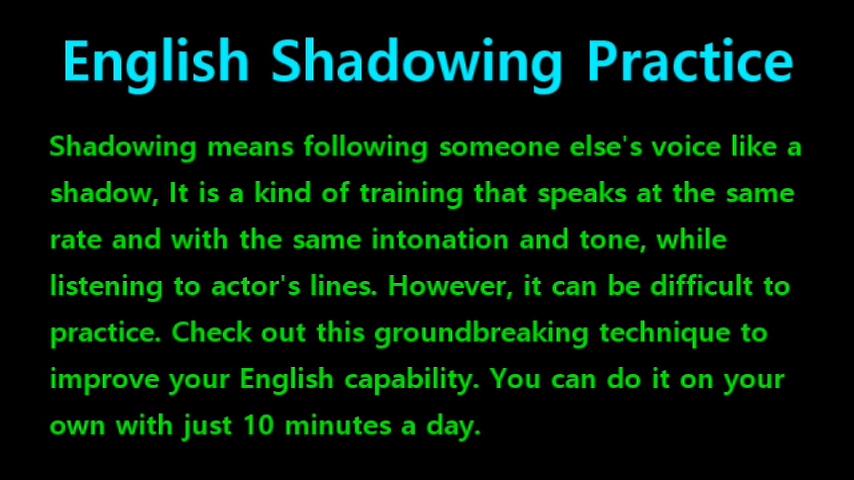 English Shadowing Practice
Shadowing means following someone else's voice like a
shadow, It is a kind of training that speaks at the same
rate and with the same intonation and tone, while
listening to actor's lines. However, it can be difficult to
practice. Check out this groundbreaking technique to
improve your English capability. You can do it on your
own with just 10 minutes a day.